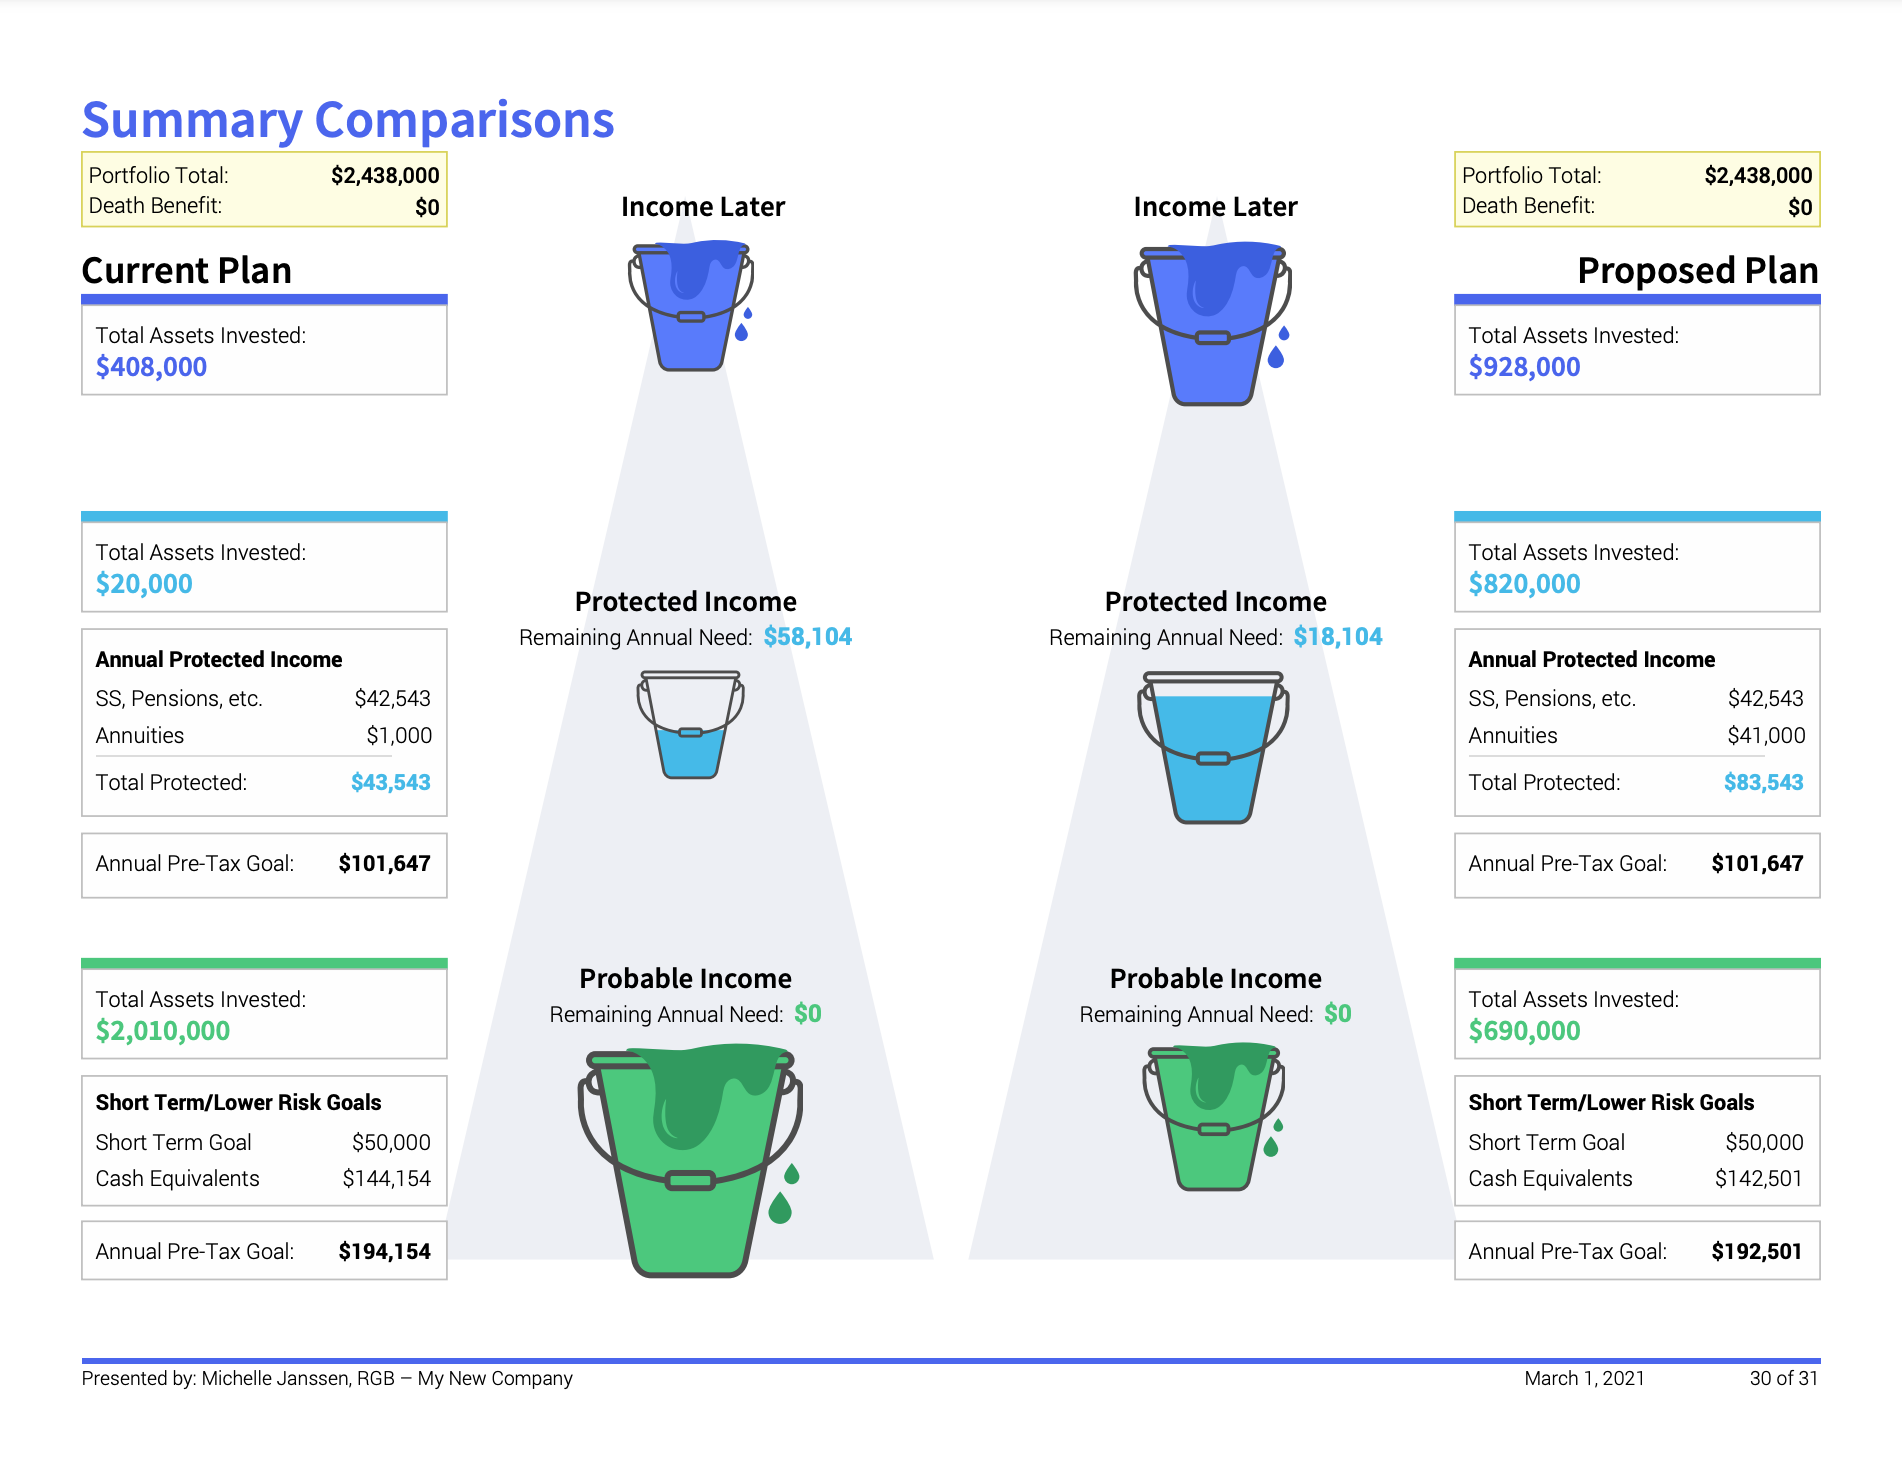 Summary Comparisons
Portfolio Total: $2,438,000
Death Benefit: $0
Current Plan
Total Assets Invested:
$408,000
Total Assets Invested:
$20,000
Annual Protected Income
SS, Pensions, etc. $42,543
Annuities $1,000
Total Protected: $43,543
Annual Pre-Tax Goal: $101,647
Total Assets Invested:
$2,010,000
Short Term/Lower Risk Goals
Short Term Goal $50,000
Cash Equivalents $144,154
Annual Pre-Tax Goal: $194,154
Income Later
Protected Income
Remaining Annual Need: $58,104
Probable Income
Remaining Annual Need: $0
Income Later
Protected Income
Remaining Annual Need: $18,104
Probable Income
Remaining Annual Need: $0
Portfolio Total: $2,438,000
Death Benefit: $0
Proposed Plan
Total Assets Invested:
$928,000
Total Assets Invested:
$820,000
Annual Protected Income
SS, Pensions, etc. $42,543
Annuities $41,000
Total Protected: $83,543
Annual Pre-Tax Goal: $101,647
Total Assets Invested:
$690,000
Short Term/Lower Risk Goals
Short Term Goal $50,000
Cash Equivalents $142,501
Annual Pre-Tax Goal: $192,501
Presented by: Michelle Janssen, RGB – My New Company March 1, 2021 30 of 31